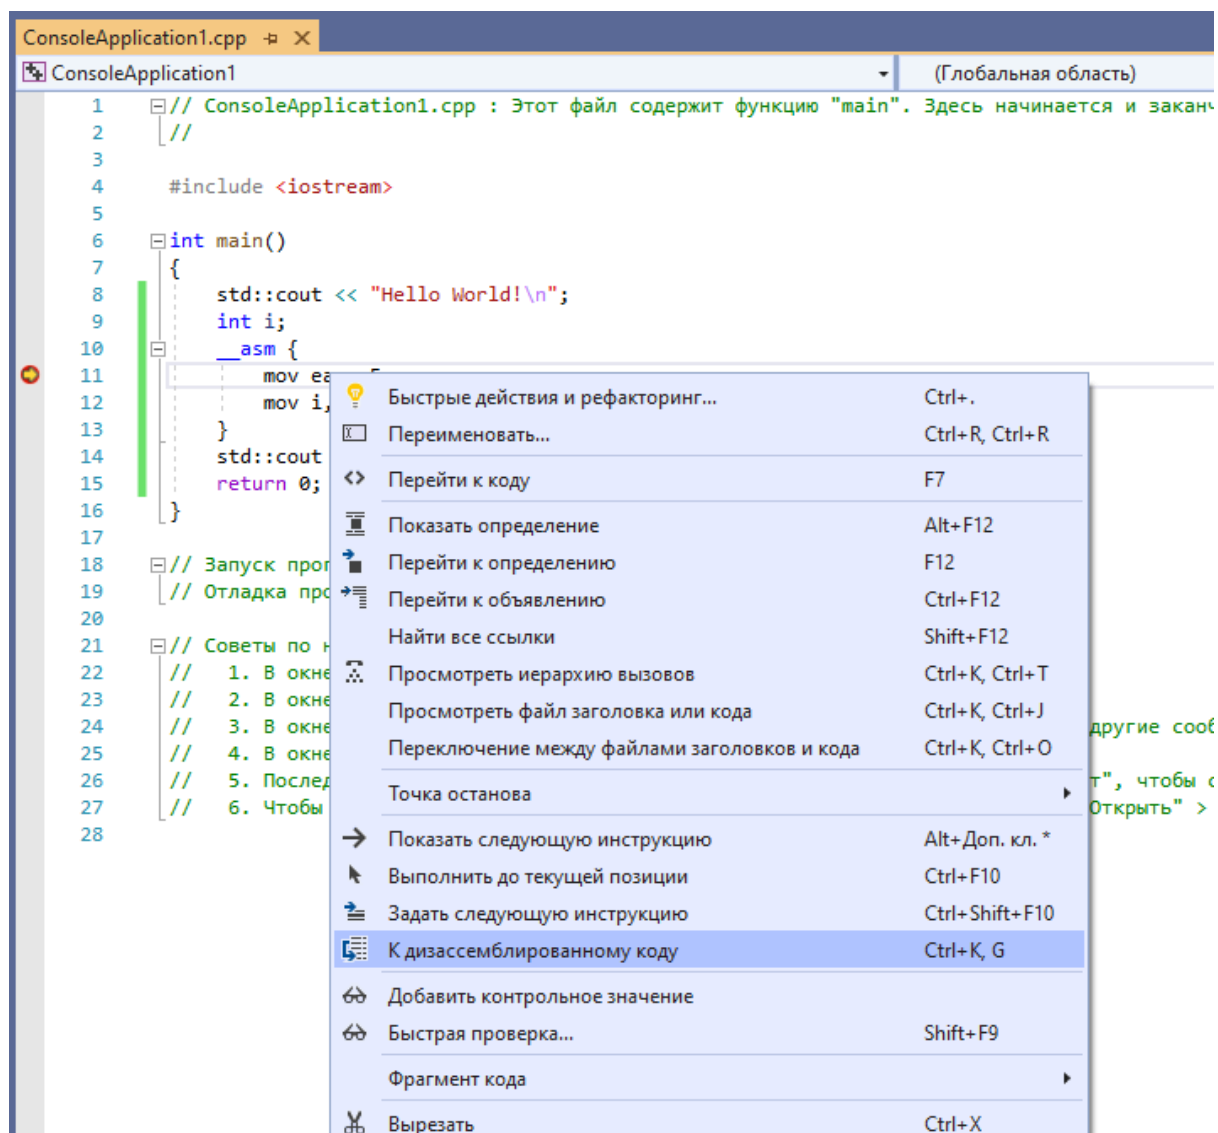 ConsoleApplication1.cpp
ConsoleApplication1 (Глобальная область)
1 // ConsoleApplication1.cpp : Этот файл содержит функцию "main". Здесь начинается и
2 //
3
4 #include <iostream>
5
6 int main()
7 {
8 std::cout << "Hello World!\n";
9 int i;
10 __asm {
11 mov
12 mov i,
13 }
14 std::cout
15 return 0;
16 }
17
18 // Запуск
19 // Отладка
20
21 // Советы по
22 // 1. В окне
23 // 2. В окне
24 // 3. В окне другие
25 // 4. В окне
26 // 5. чтобы
27 // 6. Чтобы Открыть" >
28
Быстрые действия и рефакторинг... Ctrl+.
Переименовать... Ctrl+R, Ctrl+R
Перейти к коду F7
Показать определение Alt+F12
Перейти к определению F12
Перейти к объявлению Ctrl+F12
Найти все ссылки Shift+F12
Просмотреть иерархию вызовов Ctrl+K, Ctrl+T
Просмотреть файл заголовка или кода Ctrl+K, Ctrl+J
Переключение между файлами заголовков и кода Ctrl+K, Ctrl+O
Точка останова
Показать следующую инструкцию Alt+Доп. кл. *
Выполнить до текущей позиции Ctrl+F10
Задать следующую инструкцию Ctrl+Shift+F10
К дизассемблированному коду Ctrl+K, G
Добавить контрольное значение
Быстрая проверка... Shift+F9
Фрагмент кода
Вырезать Ctrl+X